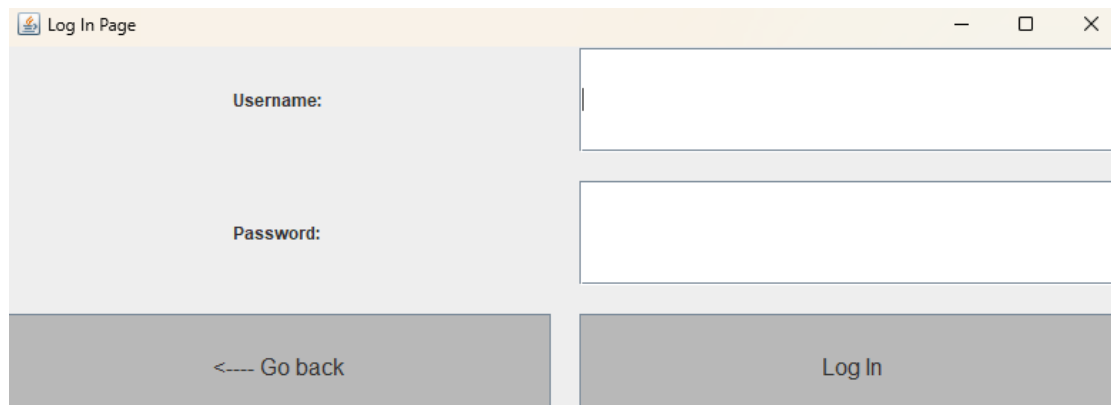 Log In Page
Username:
Password:
<---- Go back
Log In